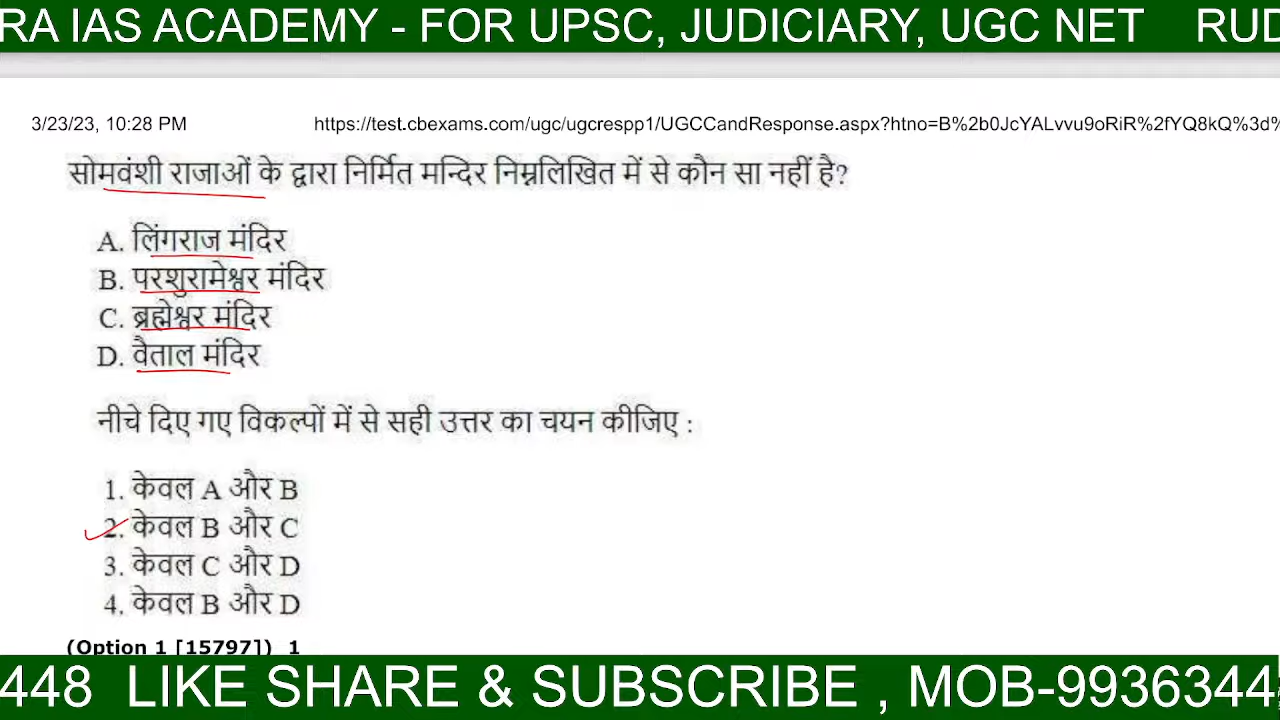 RA IAS ACADEMY - FOR UPSC, JUDICIARY, UGC NET RUD
3/23/23, 10:28 PM https://test.cbexams.com/ugc/ugcrespp1/UGCCandResponse.aspx?htno=B%2b0JcYALvvu9oRiR%2fYQ8kQ%3d%
सोमवंशी राजाओं के द्वारा निर्मित मन्दिर निम्नलिखित में से कौन सा नहीं है?
A. लिंगराज मंदिर
B. परशुरामेश्वर मंदिर
C. ब्रह्मेश्वर मंदिर
D. वैताल मंदिर
नीचे दिए गए विकल्पों में से सही उत्तर का चयन कीजिए :
1. केवल A और B
2. केवल B और C
3. केवल C और D
4. केवल B और D
(Option 1 [15797]) 1
448 LIKE SHARE & SUBSCRIBE , MOB-9936344